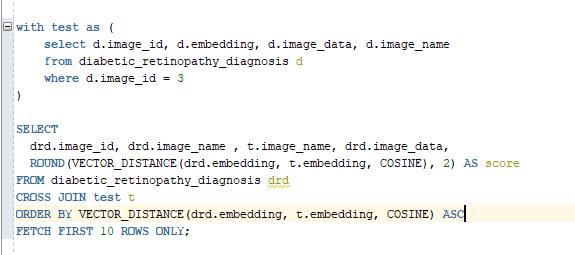 with test as (
    select d.image_id, d.embedding, d.image_data, d.image_name
    from diabetic_retinopathy_diagnosis d
    where d.image_id = 3
)
SELECT
  drd.image_id, drd.image_name , t.image_name, drd.image_data,
  ROUND(VECTOR_DISTANCE(drd.embedding, t.embedding, COSINE), 2) AS score
FROM diabetic_retinopathy_diagnosis drd
CROSS JOIN test t
ORDER BY VECTOR_DISTANCE(drd.embedding, t.embedding, COSINE) ASC
FETCH FIRST 10 ROWS ONLY;